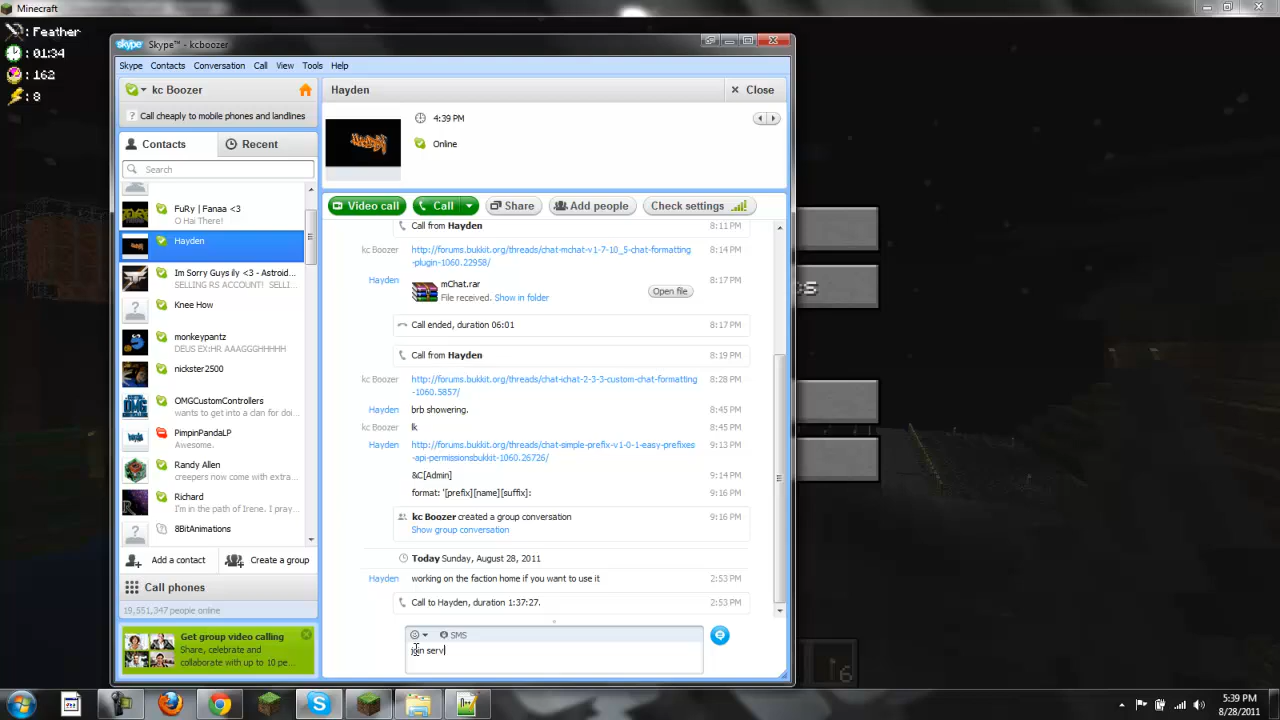 Minecraft
: Feather
: 01:34
: 162
: 8
Skype™ - kcboozer
Skype Contacts Conversation Call View Tools Help
kc Boozer
Call cheaply to mobile phones and landlines
Contacts Recent
Search
FuRy | Fanaa <3
O Hai There!
Hayden
Im Sorry Guys ily <3 - Astroid...
SELLING RS ACCOUNT! SELLI...
Knee How
monkeypantz
DEUS EX:HR AAAGGGHHHHH
nickster2500
OMGCustomControllers
wants to get into a clan for doi...
PimpinPandaLP
Awesome.
Randy Allen
creepers now come with extra...
Richard
I'm in the path of Irene. I pray...
8BitAnimations
Add a contact Create a group
Call phones
19,551,347 people online
Get group video calling
Share, celebrate and
collaborate with up to 10 pe...
Hayden
Close
4:39 PM
Online
Video call Call Share Add people Check settings
Call from Hayden 8:11 PM
kc Boozer http://forums.bukkit.org/threads/chat-mchat-v1-7-10_5-chat-formatting
-plugin-1060.22958/
Hayden mChat.rar 8:17 PM
File received. Show in folder Open file
Call ended, duration 06:01 8:17 PM
Call from Hayden 8:19 PM
kc Boozer http://forums.bukkit.org/threads/chat-ichat-2-3-3-custom-chat-formatting 8:28 PM
-1060.5857/
Hayden brb showering. 8:45 PM
kc Boozer lk 8:45 PM
Hayden http://forums.bukkit.org/threads/chat-simple-prefix-v1-0-1-easy-prefixes 9:13 PM
-api-permissionsbukkit-1060.26726/
&C[Admin] 9:14 PM
format: '[prefix][name][suffix]: 9:16 PM
kc Boozer created a group conversation 9:16 PM
Show group conversation
Today Sunday, August 28, 2011
Hayden working on the faction home if you want to use it 2:53 PM
Call to Hayden, duration 1:37:27. 2:53 PM
SMS
join serv
5:39 PM
8/28/2011